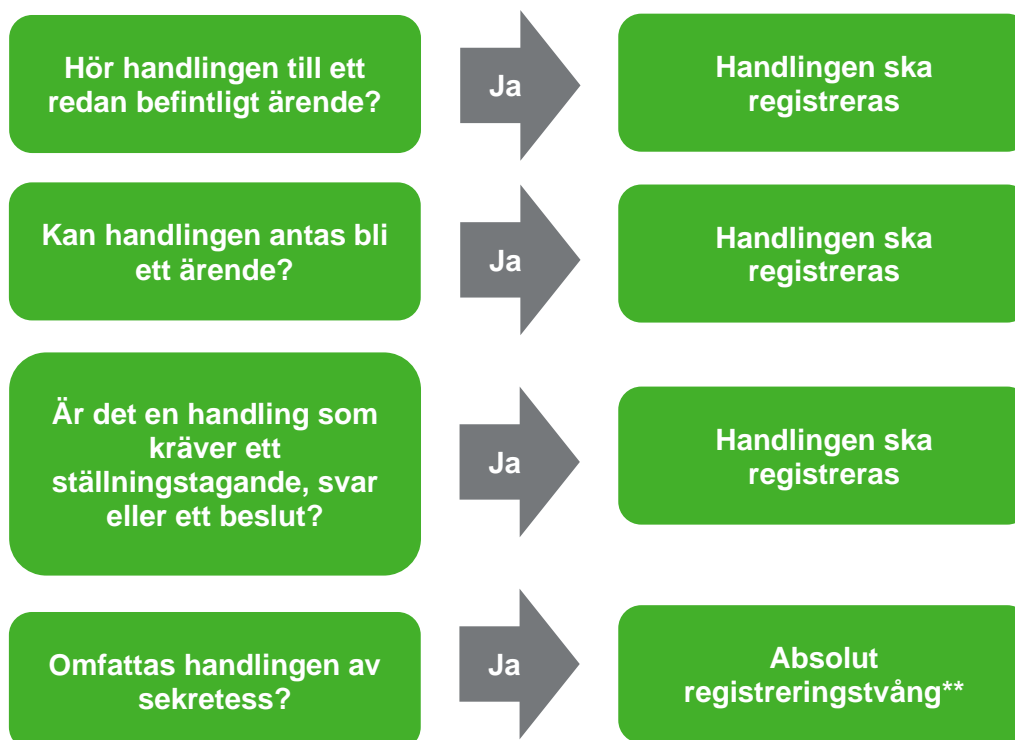 Hör handlingen till ett
redan befintligt ärende?
Ja
Handlingen ska
registreras
Kan handlingen antas bli
ett ärende?
Ja
Handlingen ska
registreras
Är det en handling som
kräver ett
ställningstagande, svar
eller ett beslut?
Ja
Handlingen ska
registreras
Omfattas handlingen av
sekretess?
Ja
Absolut
registreringstvång**